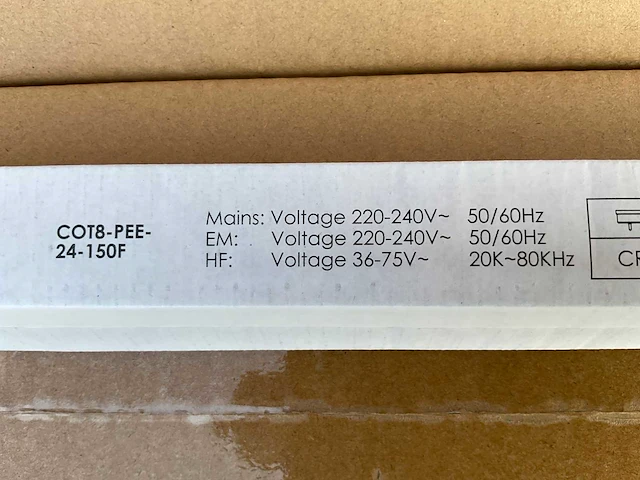 COT8-PEE-
24-150F
Mains: Voltage 220-240V~ 50/60Hz
EM: Voltage 220-240V~ 50/60Hz
HF: Voltage 36-75V~ 20K~80KHz